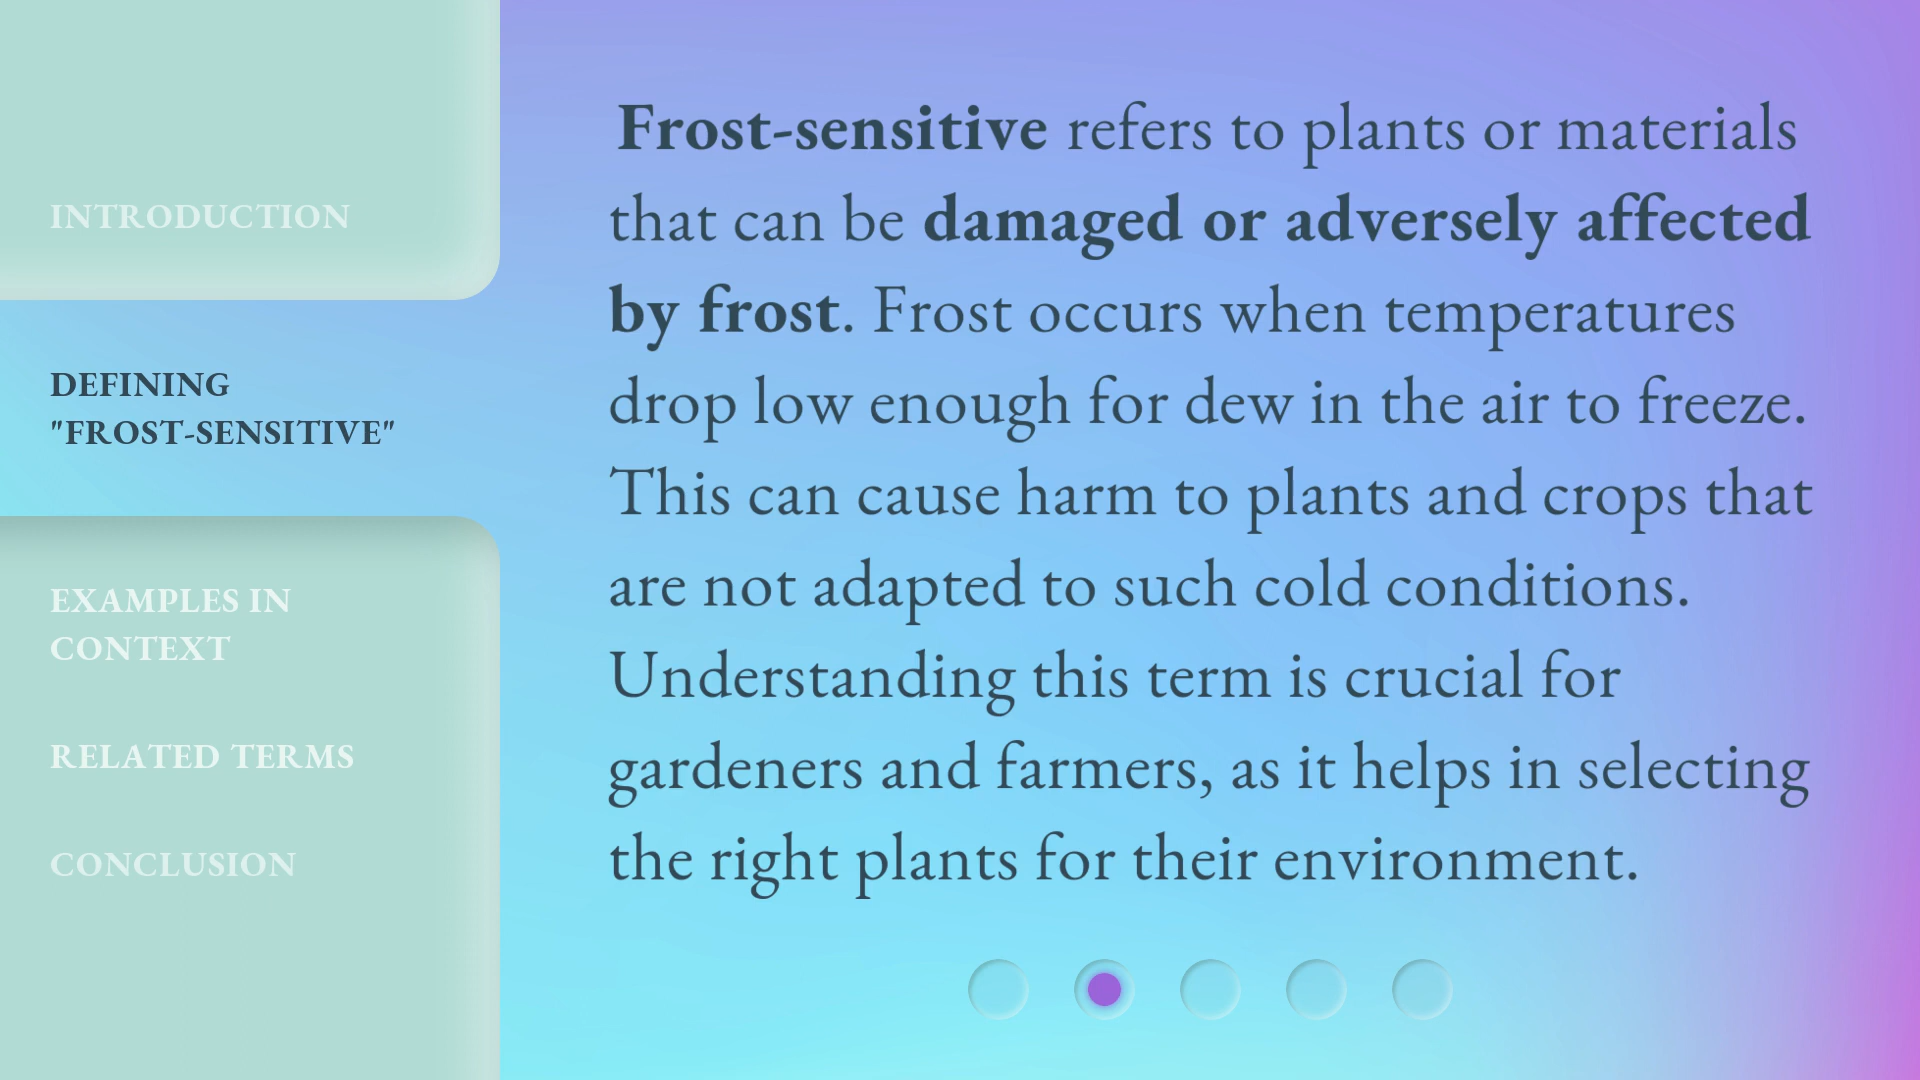 INTRODUCTION
DEFINING
"FROST-SENSITIVE"
EXAMPLES IN
CONTEXT
RELATED TERMS
CONCLUSION
Frost-sensitive refers to plants or materials
that can be damaged or adversely affected
by frost. Frost occurs when temperatures
drop low enough for dew in the air to freeze.
This can cause harm to plants and crops that
are not adapted to such cold conditions.
Understanding this term is crucial for
gardeners and farmers, as it helps in selecting
the right plants for their environment.